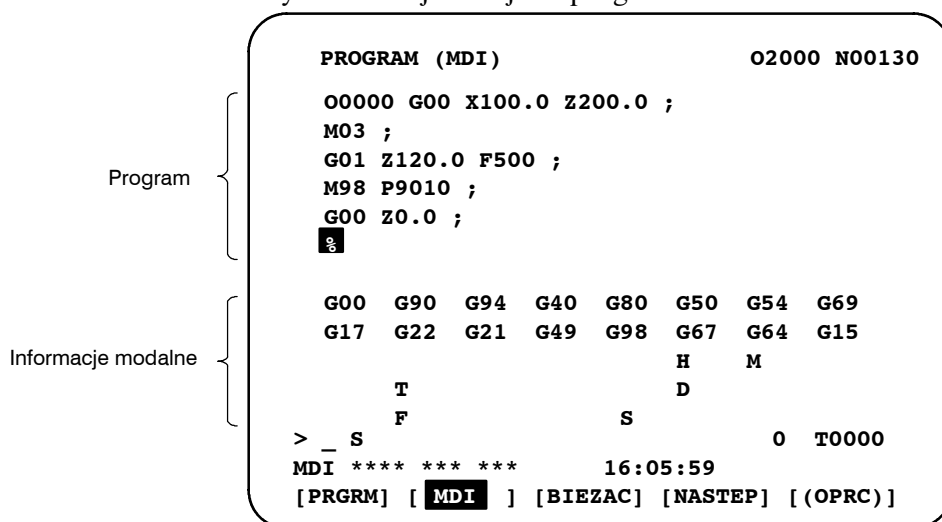 PROGRAM (MDI) O2000 N00130
O0000 G00 X100.0 Z200.0 ;
M03 ;
G01 Z120.0 F500 ;
Program
M98 P9010 ;
G00 Z0.0 ;
%
G00 G90 G94 G40 G80 G50 G54 G69
G17 G22 G21 G49 G98 G67 G64 G15
Informacje modalne
H M
T D
F S
> _ S 0 T0000
MDI **** *** *** 16:05:59
[PRGRM] [ MDI ] [BIEZAC] [NASTEP] [(OPRC)]